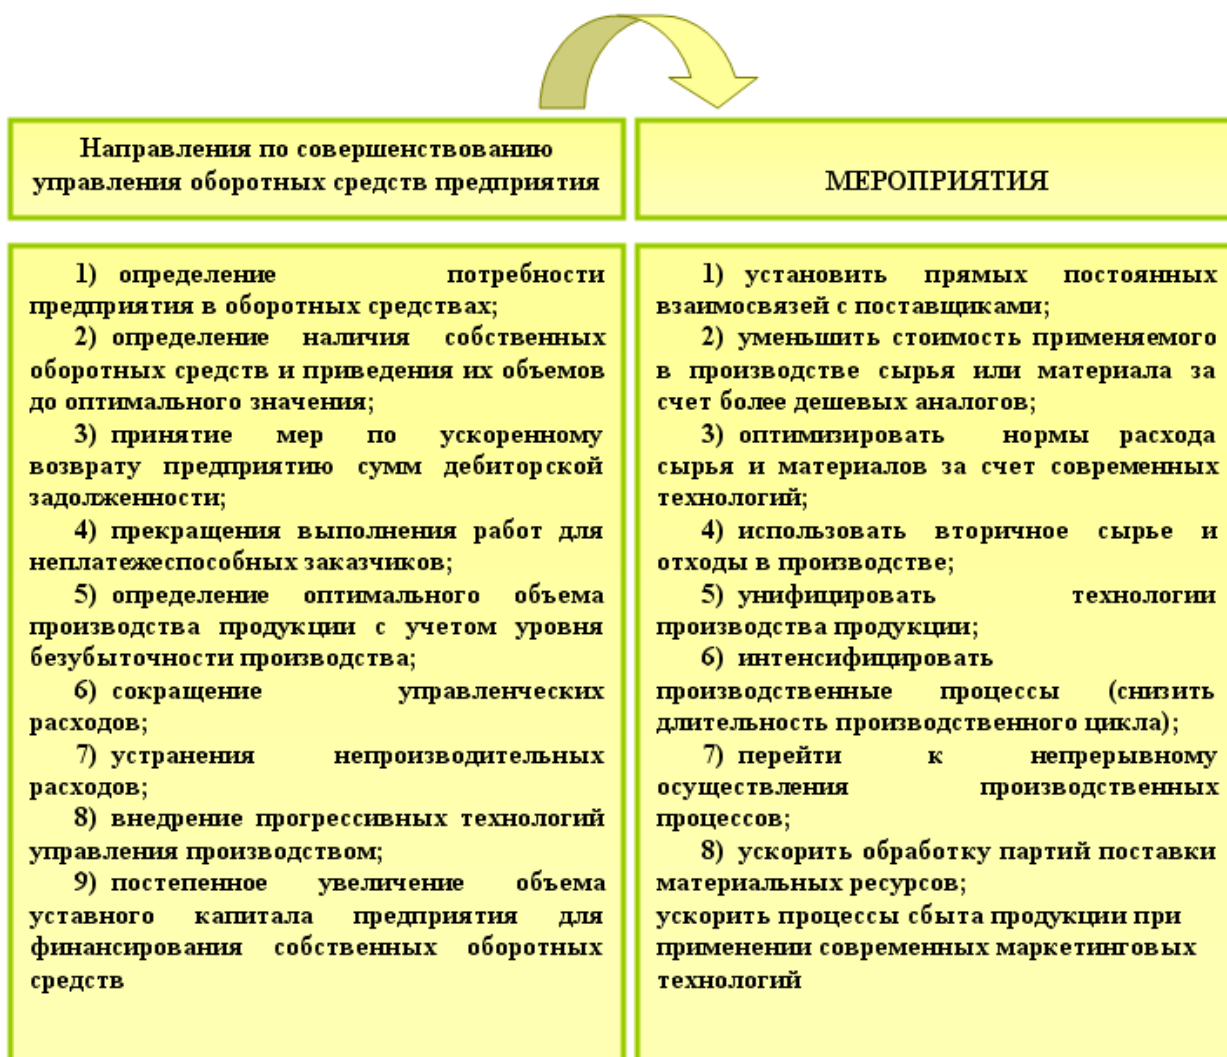 Направления по совершенствованию
управления оборотных средств предприятия
МЕРОПРИЯТИЯ
1) определение потребности
предприятия в оборотных средствах;
2) определение наличия собственных
оборотных средств и приведения их объемов
до оптимального значения;
3) принятие мер по ускоренному
возврату предприятию сумм дебиторской
задолженности;
4) прекращения выполнения работ для
неплатежеспособных заказчиков;
5) определение оптимального объема
производства продукции с учетом уровня
безубыточности производства;
6) сокращение управленческих
расходов;
7) устранения непроизводительных
расходов;
8) внедрение прогрессивных технологий
управления производством;
9) постепенное увеличение объема
уставного капитала предприятия для
финансирования собственных оборотных
средств
1) установить прямых постоянных
взаимосвязей с поставщиками;
2) уменьшить стоимость применяемого
в производстве сырья или материала за
счет более дешевых аналогов;
3) оптимизировать нормы расхода
сырья и материалов за счет современных
технологий;
4) использовать вторичное сырье и
отходы в производстве;
5) унифицировать технологии
производства продукции;
6) интенсифицировать
производственные процессы (снизить
длительность производственного цикла);
7) перейти к непрерывному
осуществления производственных
процессов;
8) ускорить обработку партий поставки
материальных ресурсов;
ускорить процессы сбыта продукции при
применении современных маркетинговых
технологий